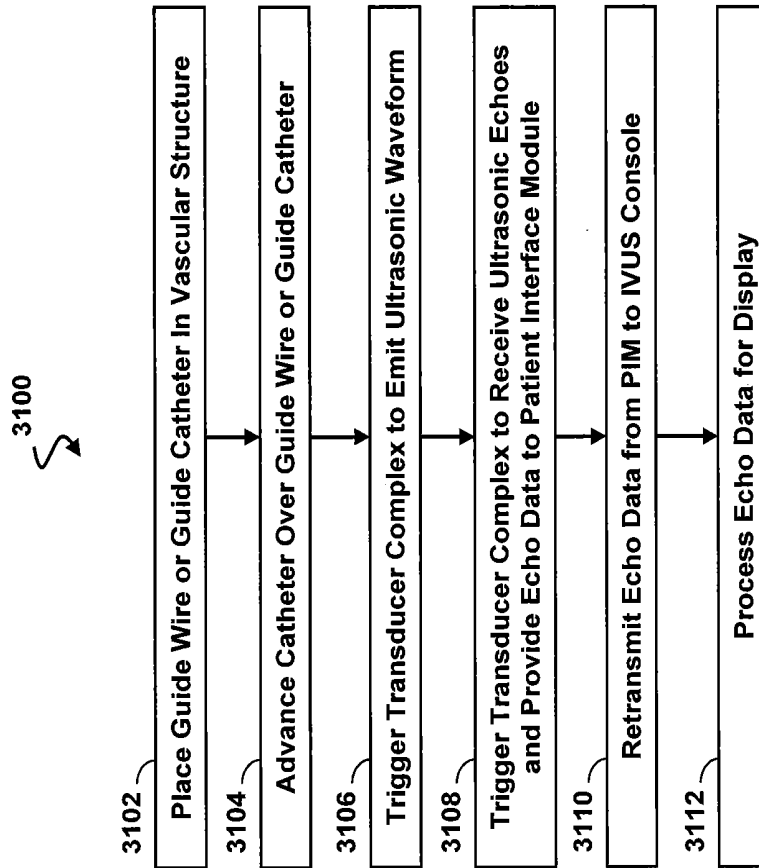 3100
3102
Place Guide Wire or Guide Catheter In Vascular Structure
3104
Advance Catheter Over Guide Wire or Guide Catheter
3106
Trigger Transducer Complex to Emit Ultrasonic Waveform
3108
Trigger Transducer Complex to Receive Ultrasonic Echoes
and Provide Echo Data to Patient Interface Module
3110
Retransmit Echo Data from PIM to IVUS Console
3112
Process Echo Data for Display